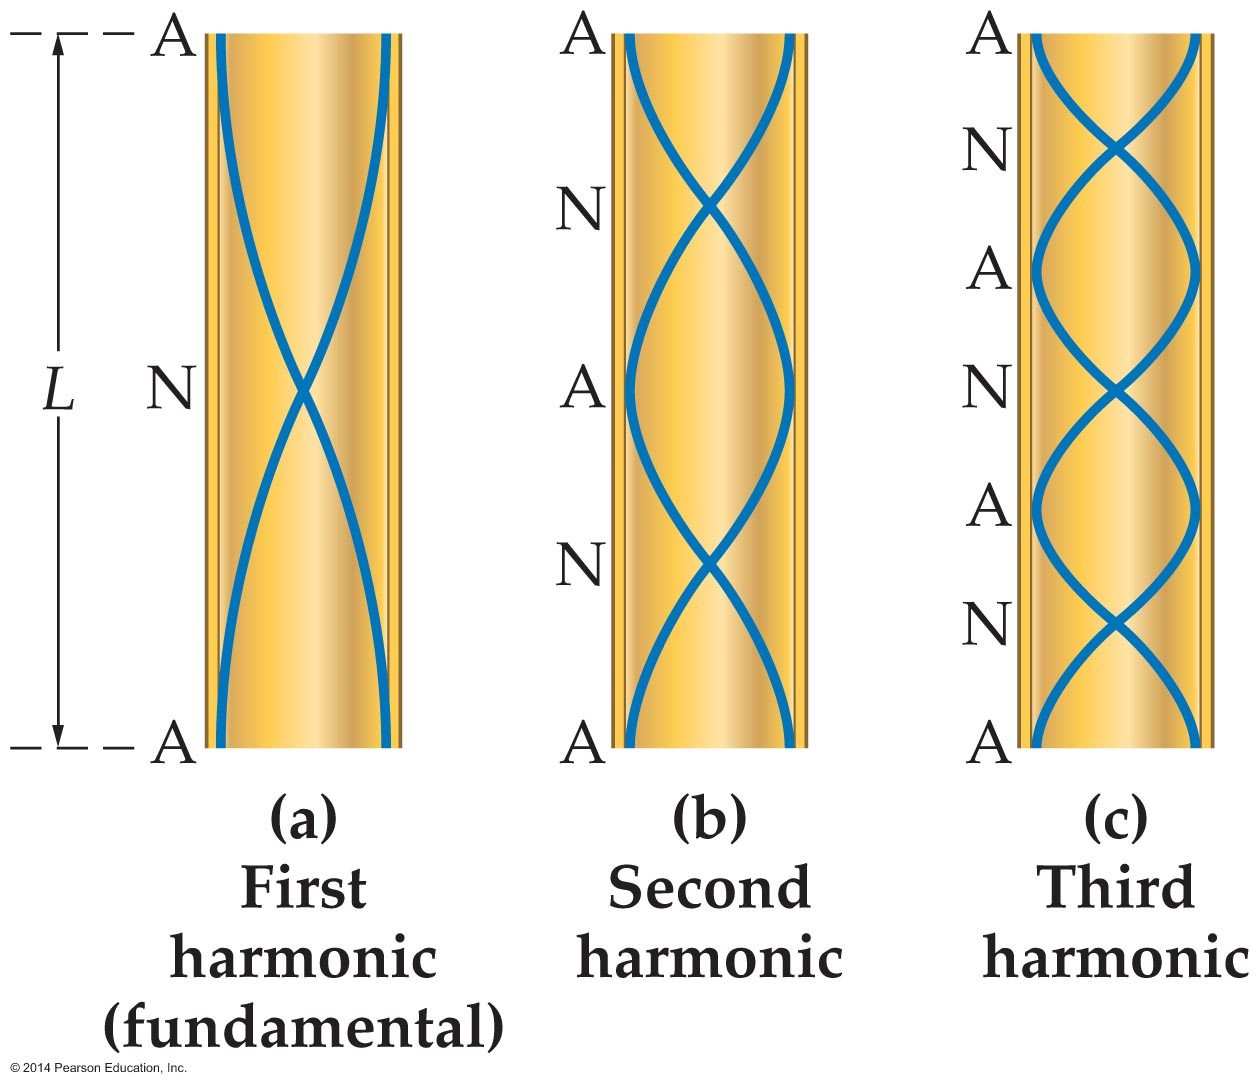 A
N
A
L
A
N
A
N
A
A
N
A
N
A
N
A
(a)
First
harmonic
(fundamental)
(b)
Second
harmonic
(c)
Third
harmonic
© 2014 Pearson Education, Inc.